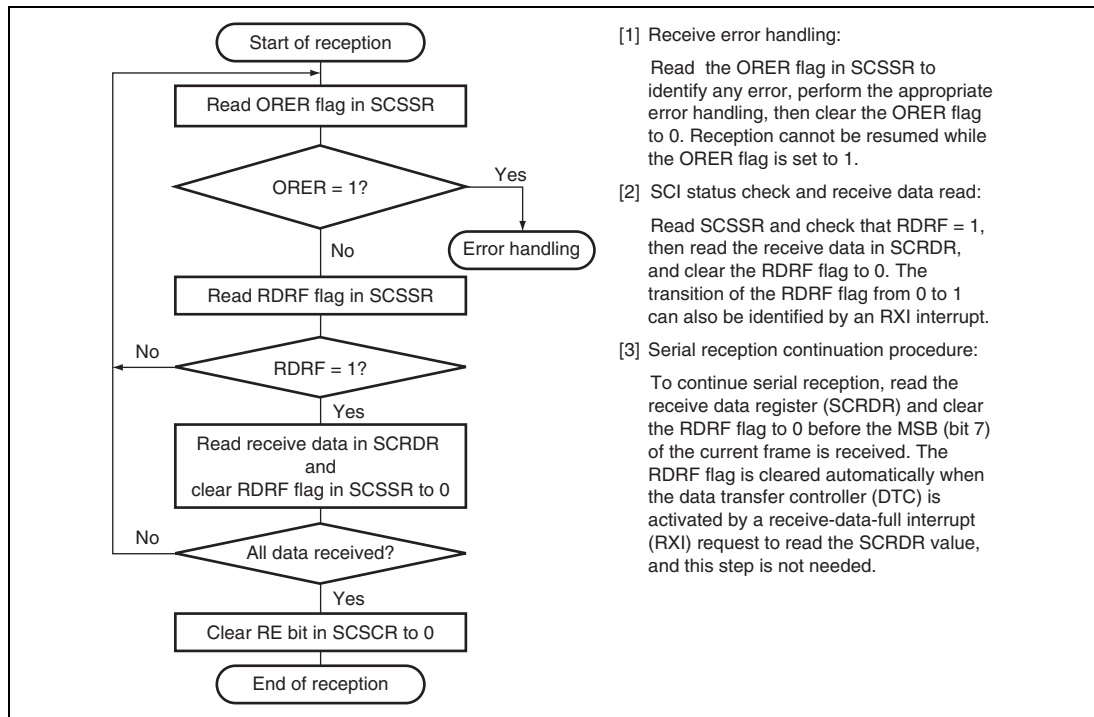 Start of reception
Read ORER flag in SCSSR
ORER = 1?
Yes
Error handling
No
Read RDRF flag in SCSSR
No
RDRF = 1?
Yes
Read receive data in SCRDR
and
clear RDRF flag in SCSSR to 0
No
All data received?
Yes
Clear RE bit in SCSCR to 0
End of reception
[1] Receive error handling:
Read the ORER flag in SCSSR to
identify any error, perform the appropriate
error handling, then clear the ORER flag
to 0. Reception cannot be resumed while
the ORER flag is set to 1.
[2] SCI status check and receive data read:
Read SCSSR and check that RDRF = 1,
then read the receive data in SCRDR,
and clear the RDRF flag to 0. The
transition of the RDRF flag from 0 to 1
can also be identified by an RXI interrupt.
[3] Serial reception continuation procedure:
To continue serial reception, read the
receive data register (SCRDR) and clear
the RDRF flag to 0 before the MSB (bit 7)
of the current frame is received. The
RDRF flag is cleared automatically when
the data transfer controller (DTC) is
activated by a receive-data-full interrupt
(RXI) request to read the SCRDR value,
and this step is not needed.